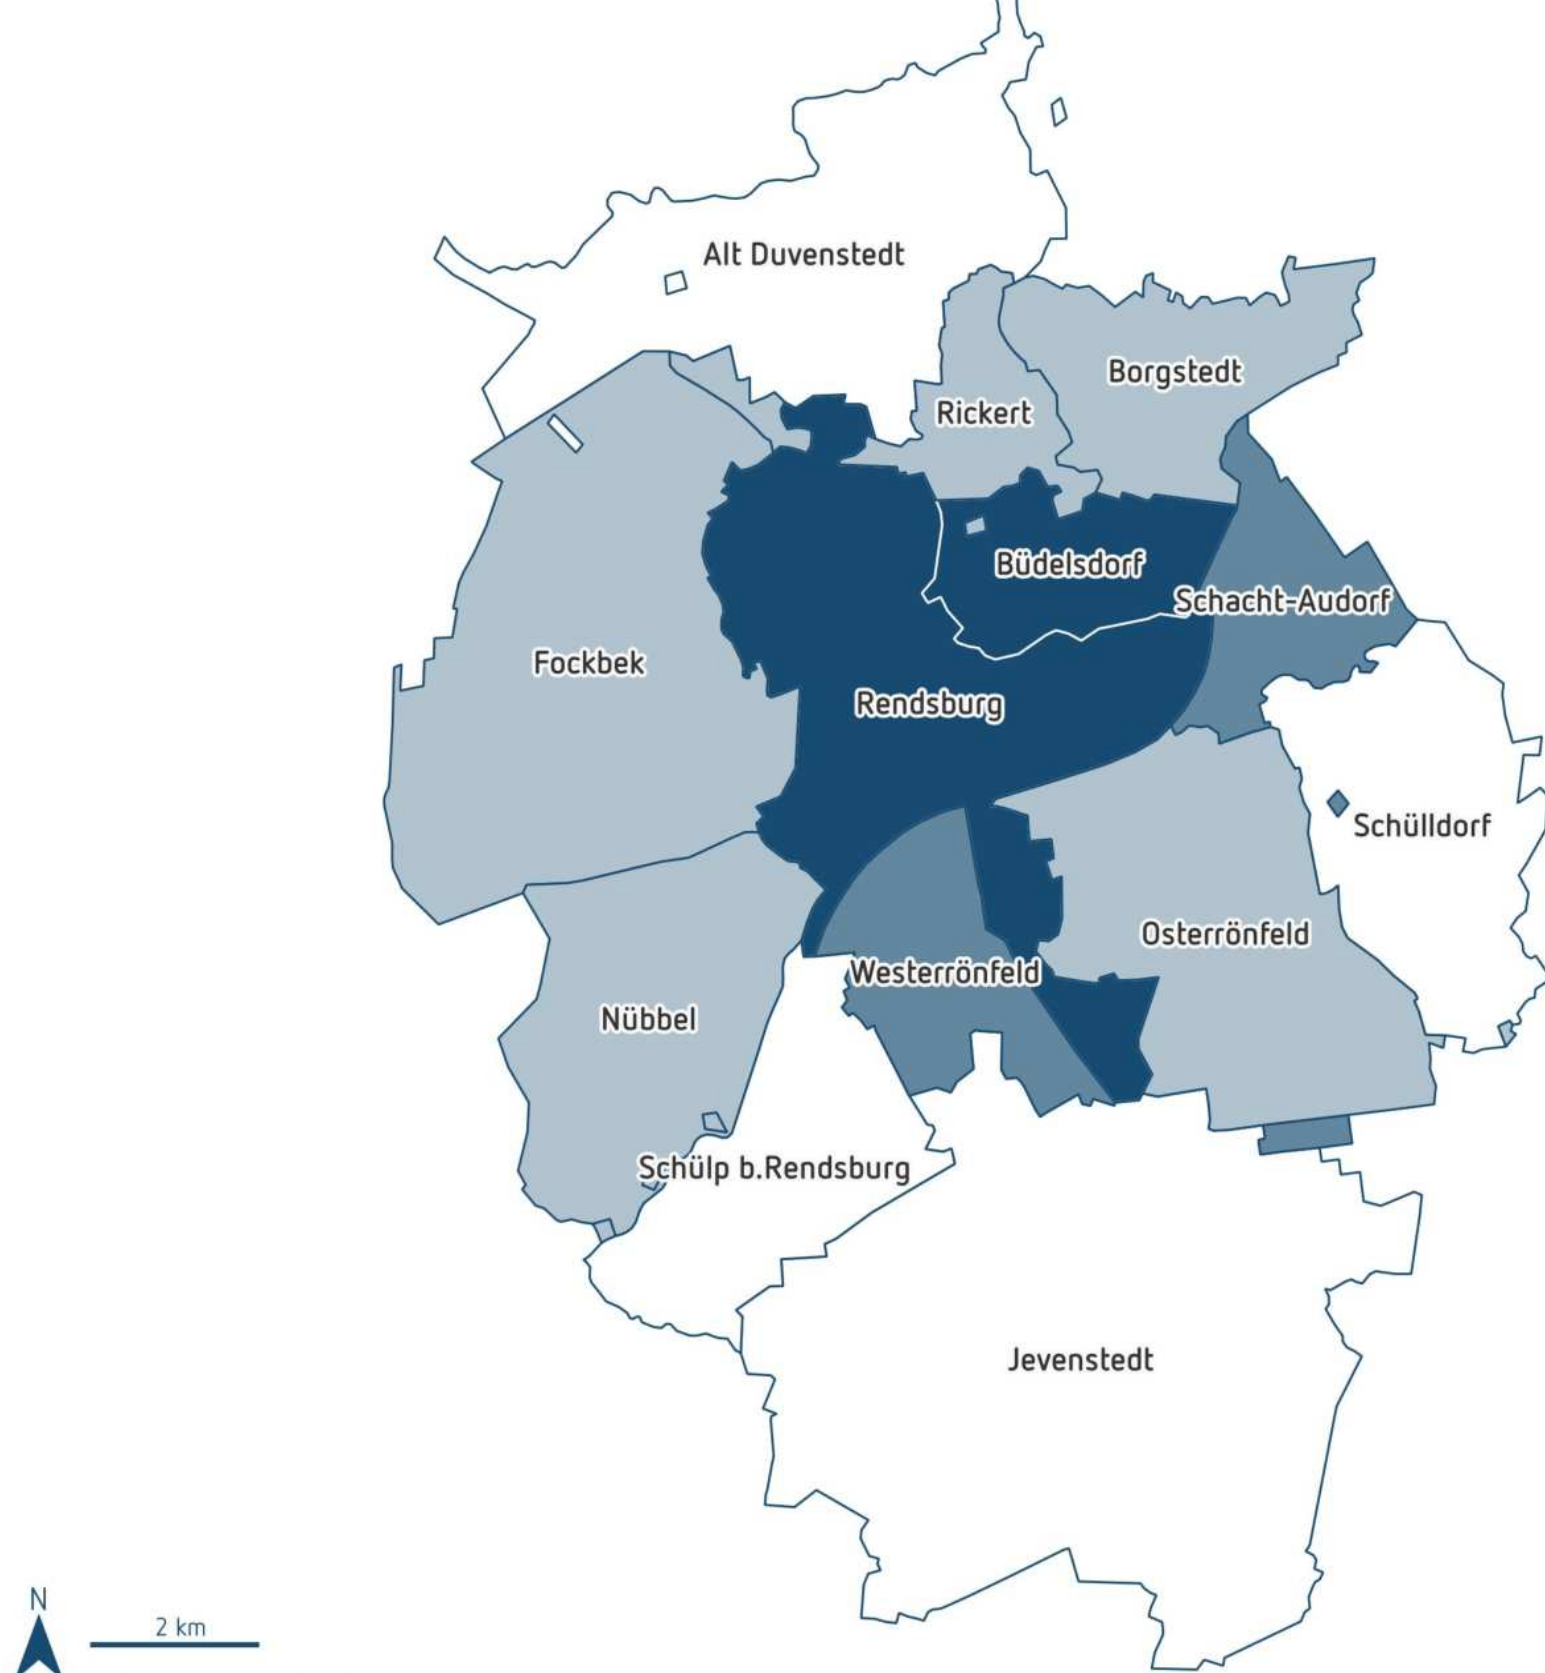 Alt Duvenstedt
Borgstedt
Rickert
Büdelsdorf
Schacht-Audorf
Fockbek
Rendsburg
Schülldorf
Osterrönfeld
Westerrönfeld
Nübbel
Schülp b.Rendsburg
Jevenstedt
N
2 km